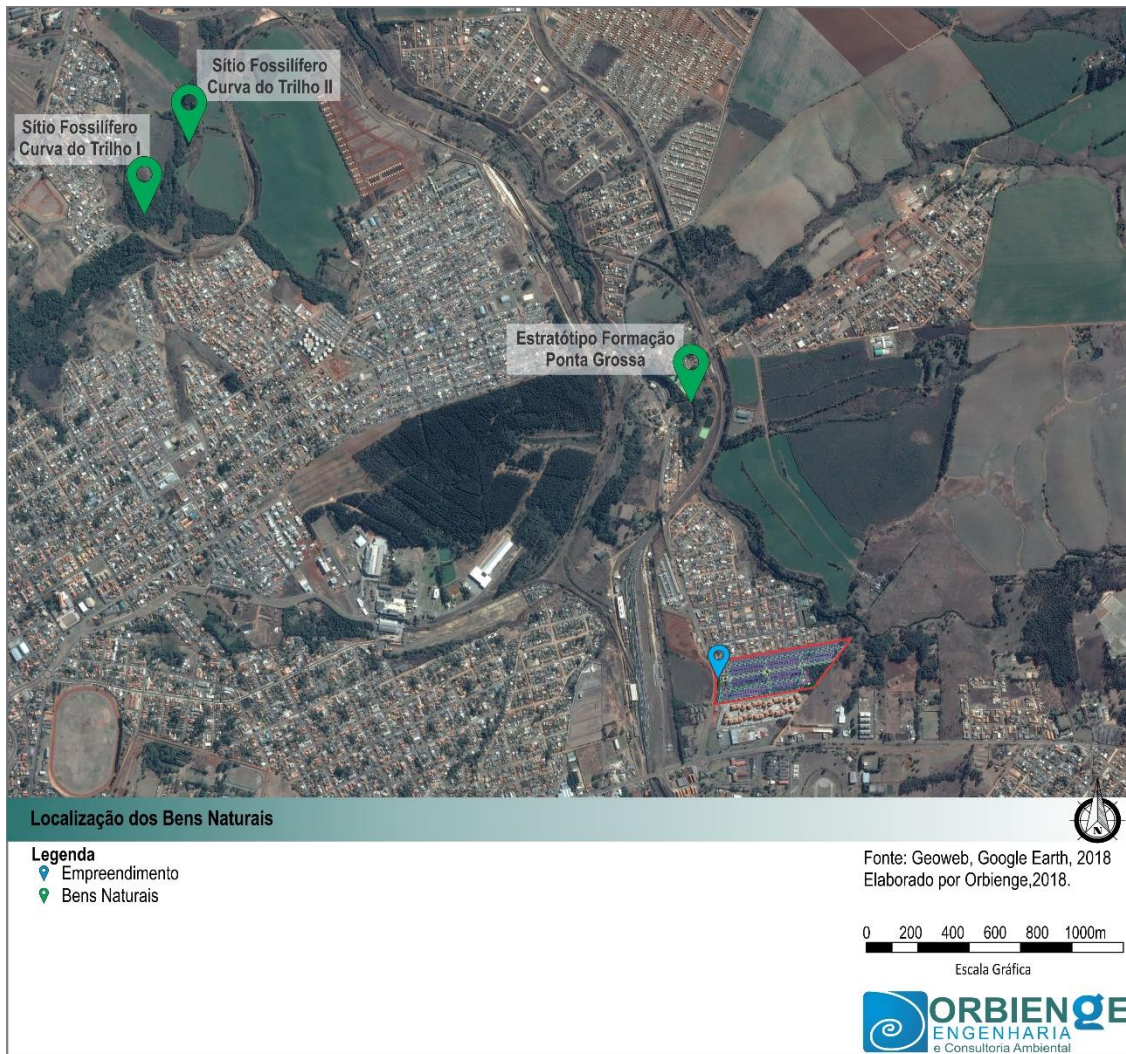 Sítio Fossilífero
Curva do Trilho II
Sítio Fossilífero
Curva do Trilho I
Estratótipo Formação
Ponta Grossa
Localização dos Bens Naturais
N
Legenda
Empreendimento
Bens Naturais
Fonte: Geoweb, Google Earth, 2018
Elaborado por Orbienge,2018.
0 200 400 600 800 1000m
Escala Gráfica
ORBIENGE
ENGENHARIA
e Consultoria Ambiental